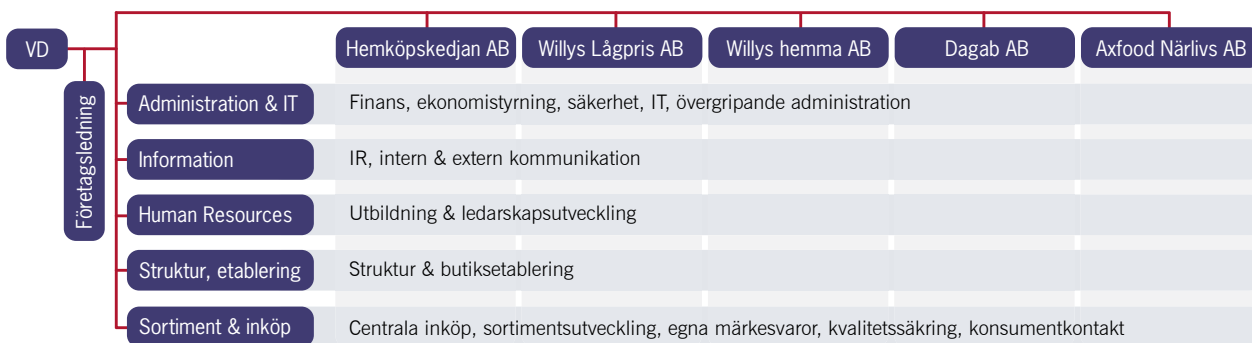 VD
Hemköpskedjan AB
Willys Lågpris AB
Willys hemma AB
Dagab AB
Axfood Närlivs AB
Företagsledning
Administration & IT
Finans, ekonomistyrning, säkerhet, IT, övergripande administration
Information
IR, intern & extern kommunikation
Human Resources
Utbildning & ledarskapsutveckling
Struktur, etablering
Struktur & butiksetablering
Sortiment & inköp
Centrala inköp, sortimentsutveckling, egna märkesvaror, kvalitetssäkring, konsumentkontakt